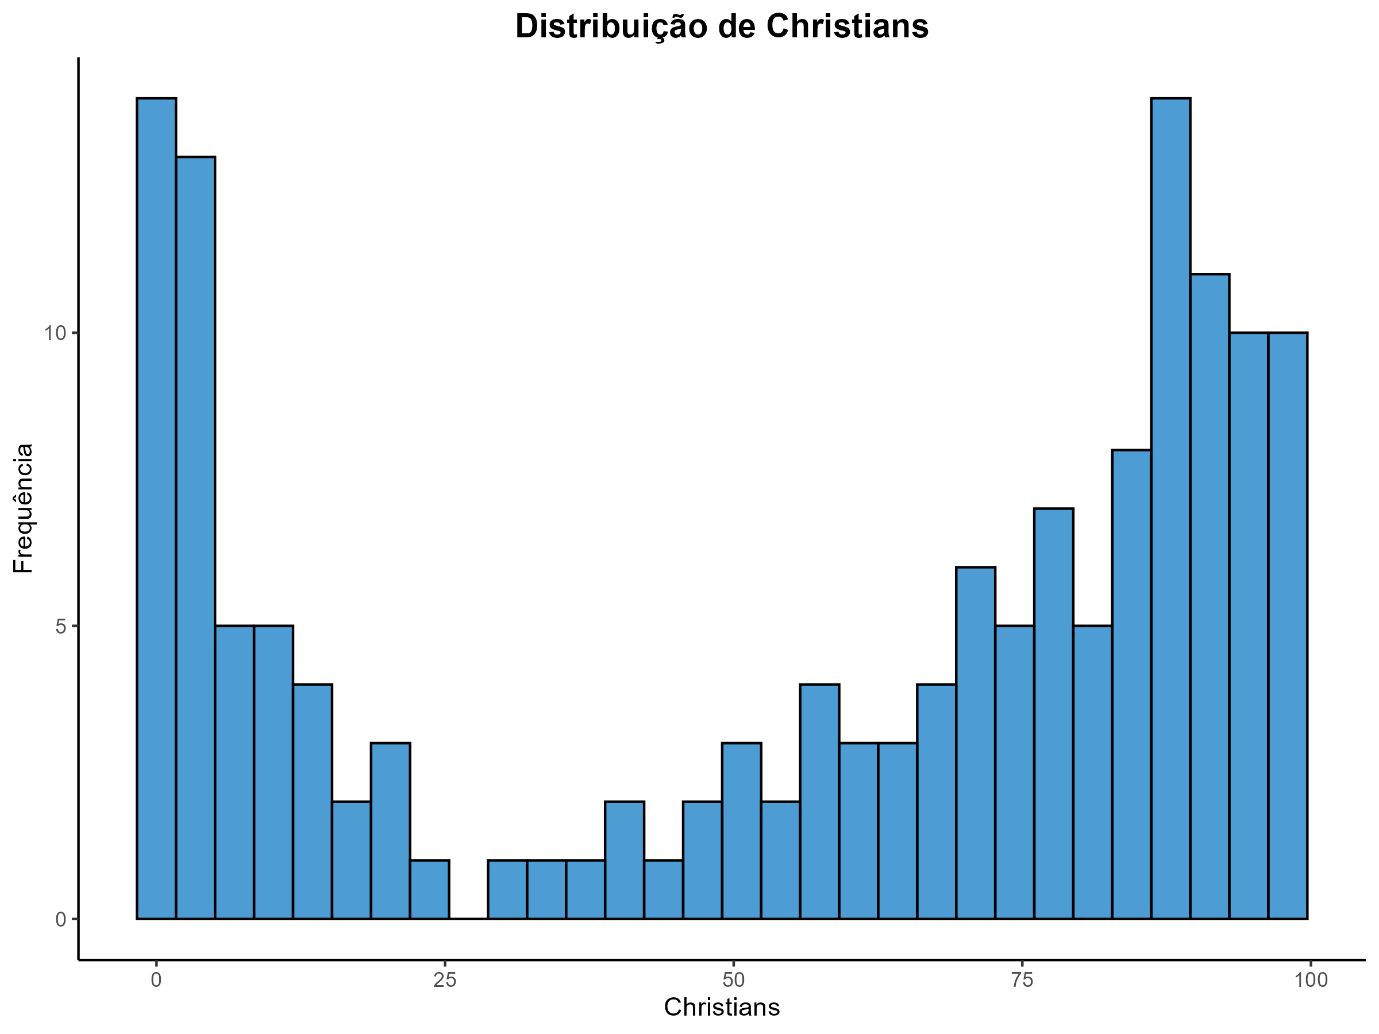 Distribuição de Christians
Frequência
10
5
0
0 25 50 75 100
Christians